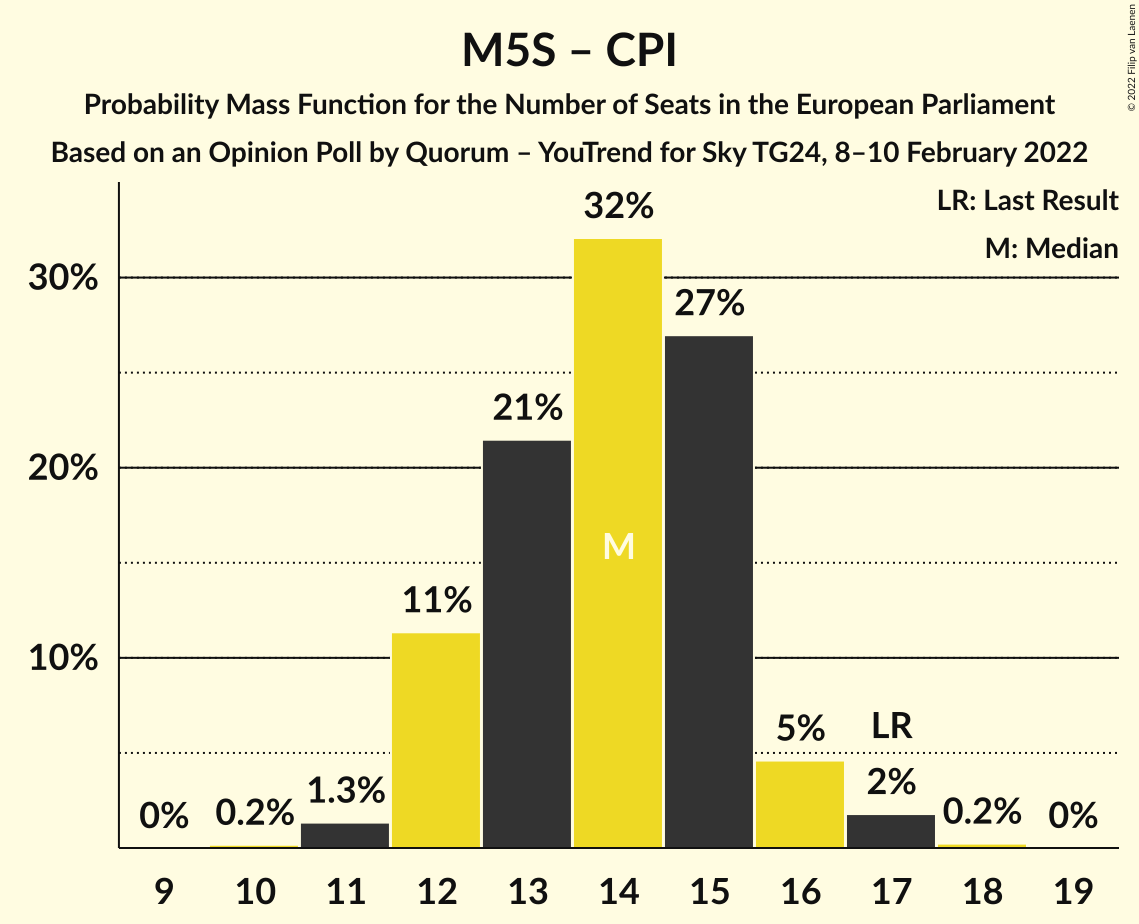 M5S – CPI
Probability Mass Function for the Number of Seats in the European Parliament
Based on an Opinion Poll by Quorum – YouTrend for Sky TG24, 8–10 February 2022
© 2022 Filip van Laenen
LR: Last Result
M: Median
30%
20%
10%
0%
0.2%
1.3%
11%
21%
32%
M
27%
5%
LR
2%
0.2%
0%
9 10 11 12 13 14 15 16 17 18 19